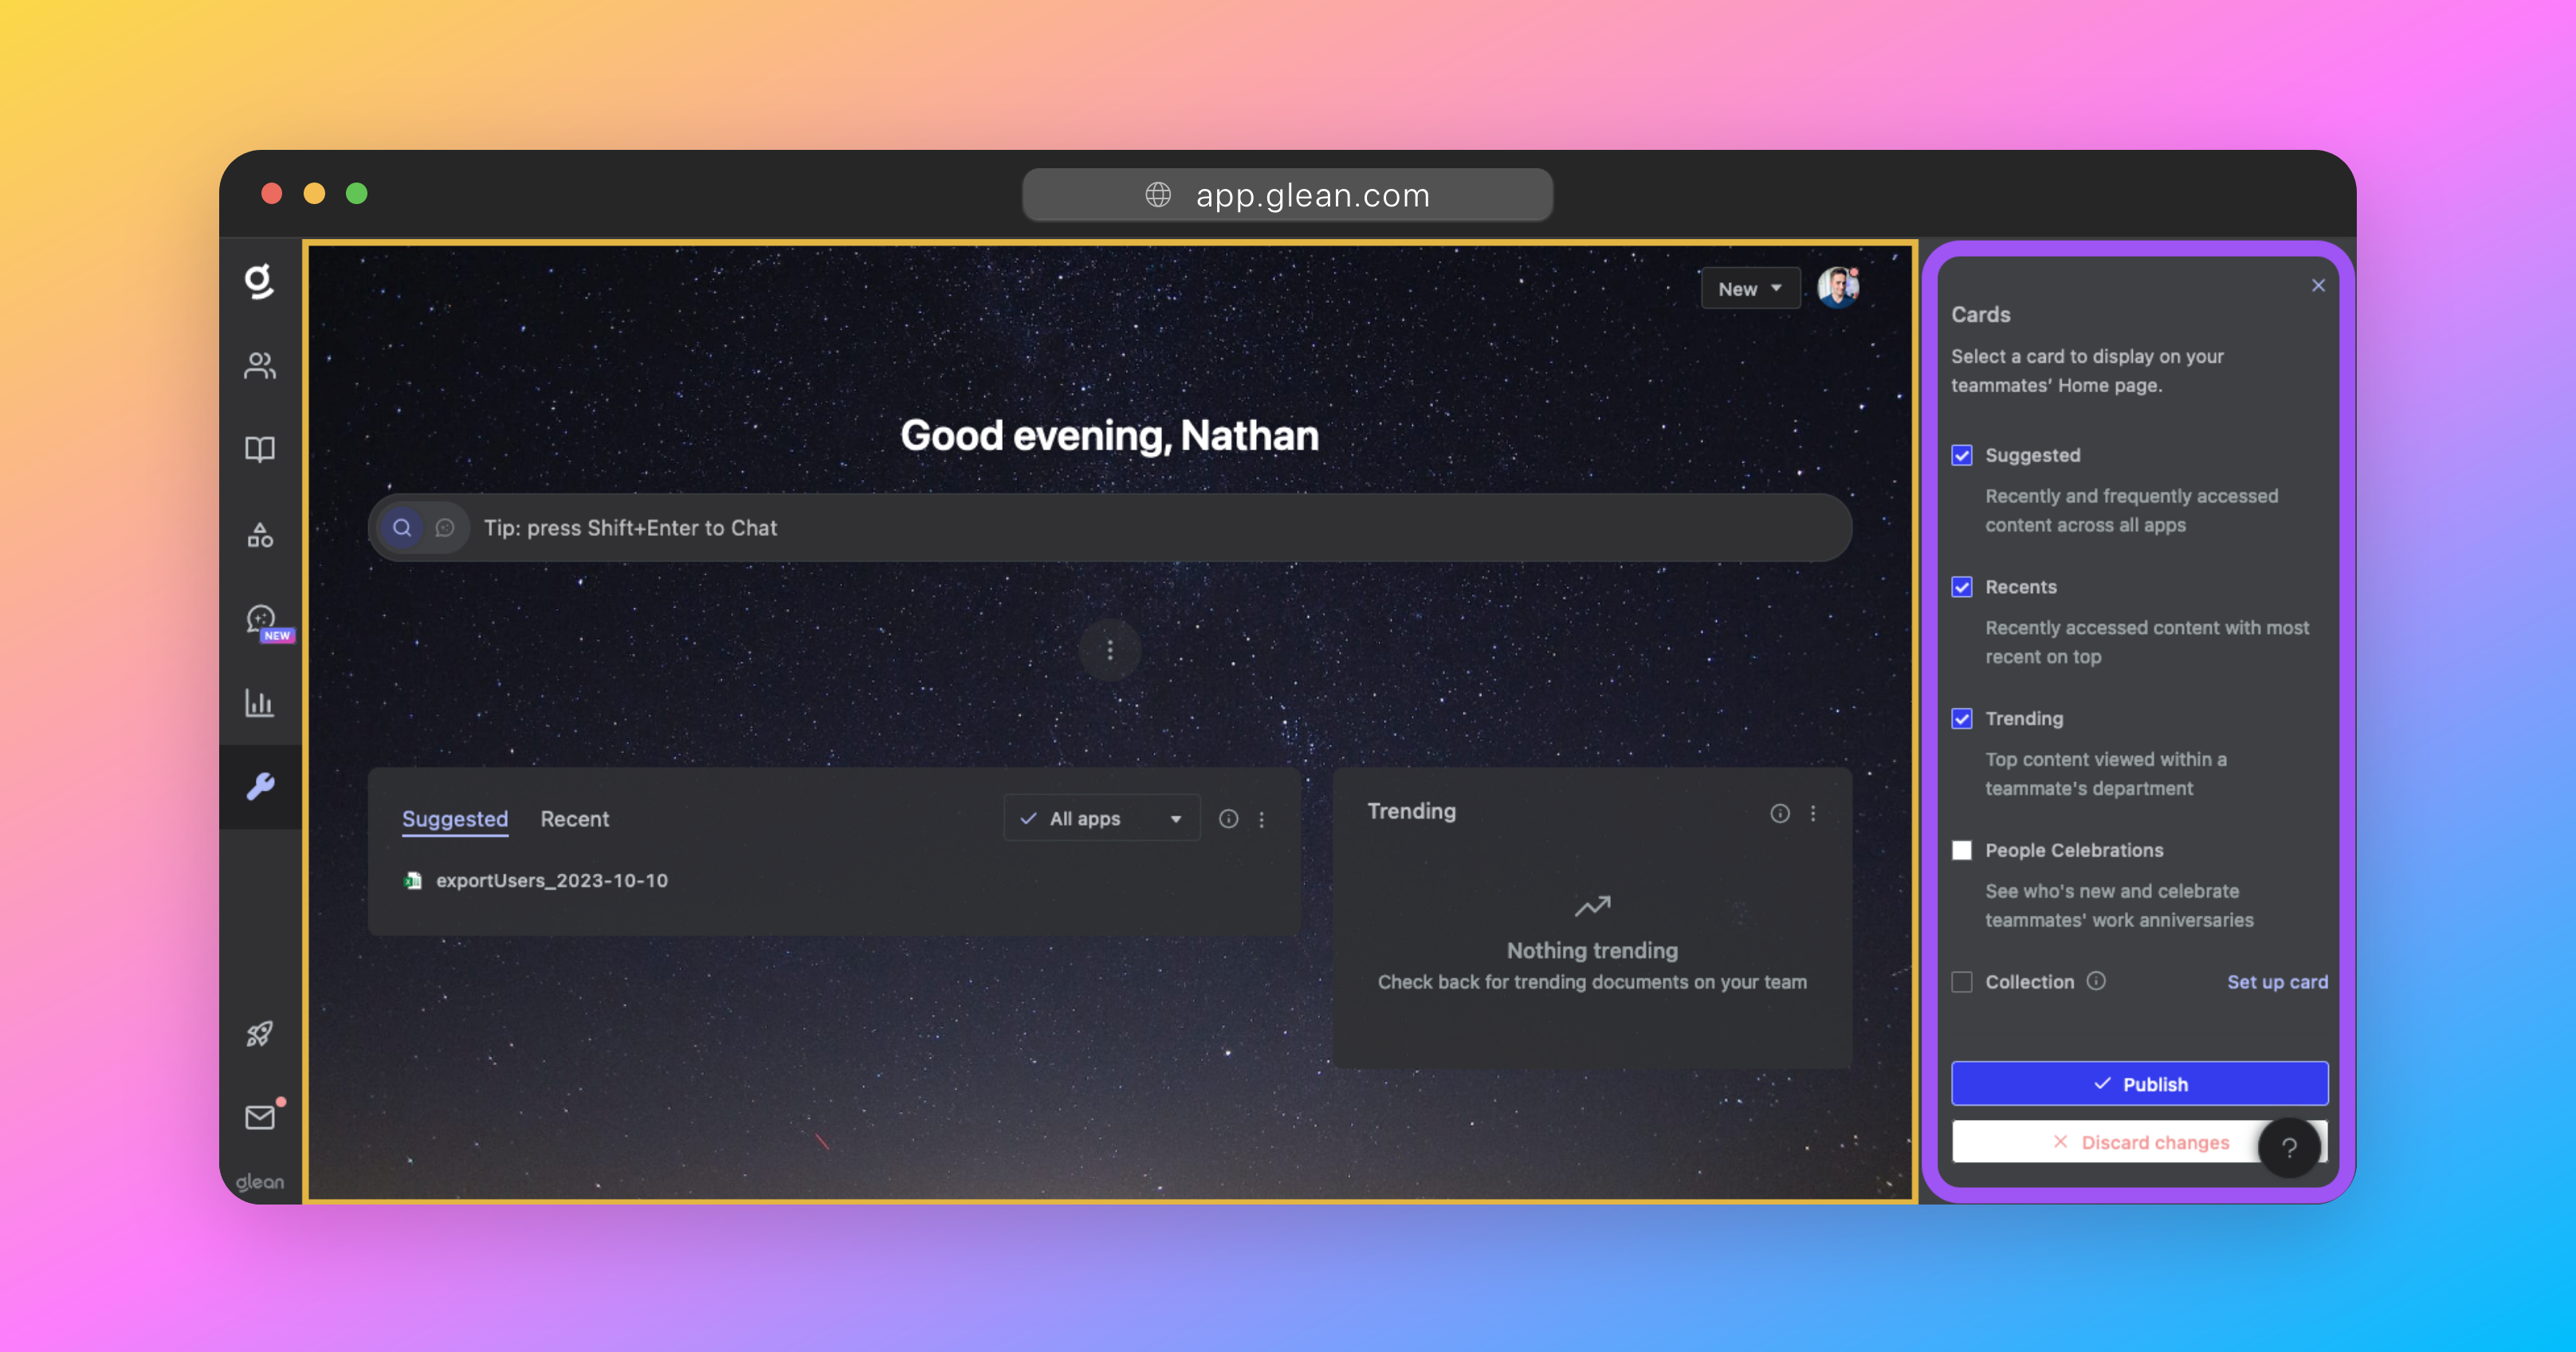 app.glean.com
g
New
Good evening, Nathan
Tip: press Shift+Enter to Chat
NEW
Suggested Recent All apps
exportUsers_2023-10-10
Trending
Nothing trending
Check back for trending documents on your team
glean
Cards
Select a card to display on your
teammates’ Home page.
Suggested
Recently and frequently accessed
content across all apps
Recents
Recently accessed content with most
recent on top
Trending
Top content viewed within a
teammate's department
People Celebrations
See who's new and celebrate
teammates' work anniversaries
Collection Set up card
Publish
Discard changes
?